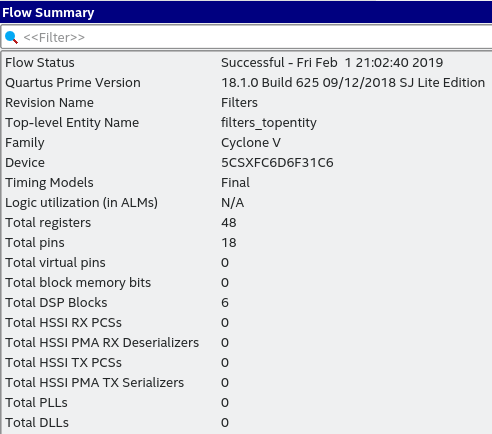 Flow Summary
<<Filter>>
Flow Status Successful - Fri Feb 1 21:02:40 2019
Quartus Prime Version 18.1.0 Build 625 09/12/2018 SJ Lite Edition
Revision Name Filters
Top-level Entity Name filters_topentity
Family Cyclone V
Device 5CSXFC6D6F31C6
Timing Models Final
Logic utilization (in ALMs) N/A
Total registers 48
Total pins 18
Total virtual pins 0
Total block memory bits 0
Total DSP Blocks 6
Total HSSI RX PCSs 0
Total HSSI PMA RX Deserializers 0
Total HSSI TX PCSs 0
Total HSSI PMA TX Serializers 0
Total PLLs 0
Total DLLs 0